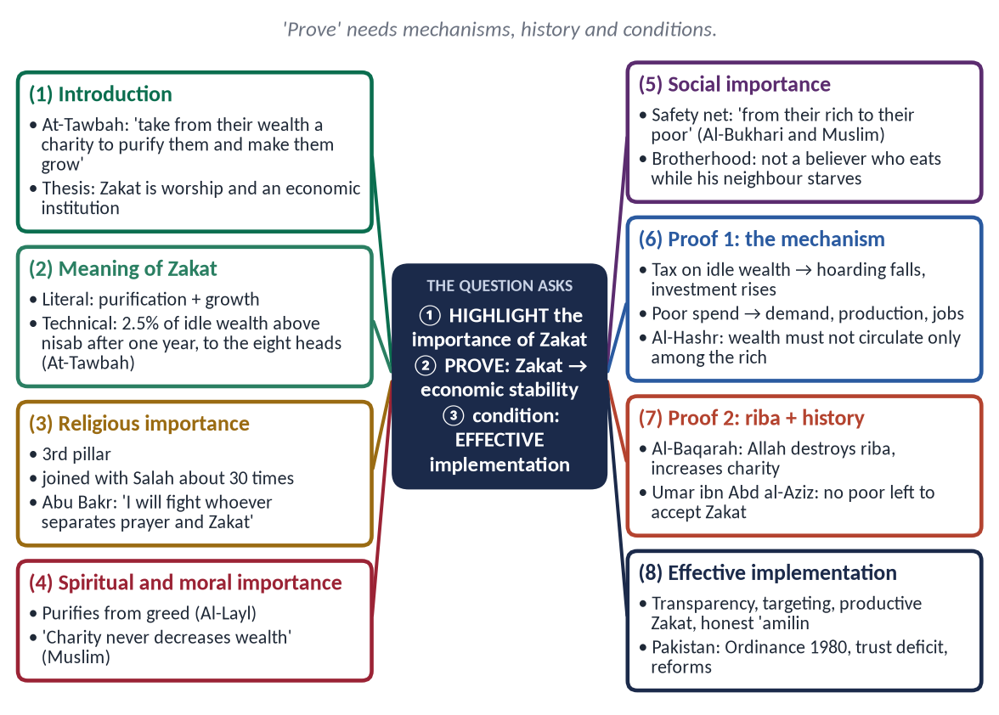 'Prove' needs mechanisms, history and conditions.
(1) Introduction
• At-Tawbah: 'take from their wealth a
charity to purify them and make them
grow'
• Thesis: Zakat is worship and an economic
institution
(2) Meaning of Zakat
• Literal: purification + growth
• Technical: 2.5% of idle wealth above
nisab after one year, to the eight heads
(At-Tawbah)
(3) Religious importance
• 3rd pillar
• joined with Salah about 30 times
• Abu Bakr: 'I will fight whoever
separates prayer and Zakat'
(4) Spiritual and moral importance
• Purifies from greed (Al-Layl)
• 'Charity never decreases wealth'
(Muslim)
THE QUESTION ASKS
① HIGHLIGHT the
importance of Zakat
② PROVE: Zakat →
economic stability
③ condition:
EFFECTIVE
implementation
(5) Social importance
• Safety net: 'from their rich to their
poor' (Al-Bukhari and Muslim)
• Brotherhood: not a believer who eats
while his neighbour starves
(6) Proof 1: the mechanism
• Tax on idle wealth → hoarding falls,
investment rises
• Poor spend → demand, production, jobs
• Al-Hashr: wealth must not circulate only
among the rich
(7) Proof 2: riba + history
• Al-Baqarah: Allah destroys riba,
increases charity
• Umar ibn Abd al-Aziz: no poor left to
accept Zakat
(8) Effective implementation
• Transparency, targeting, productive
Zakat, honest 'amilin
• Pakistan: Ordinance 1980, trust deficit,
reforms